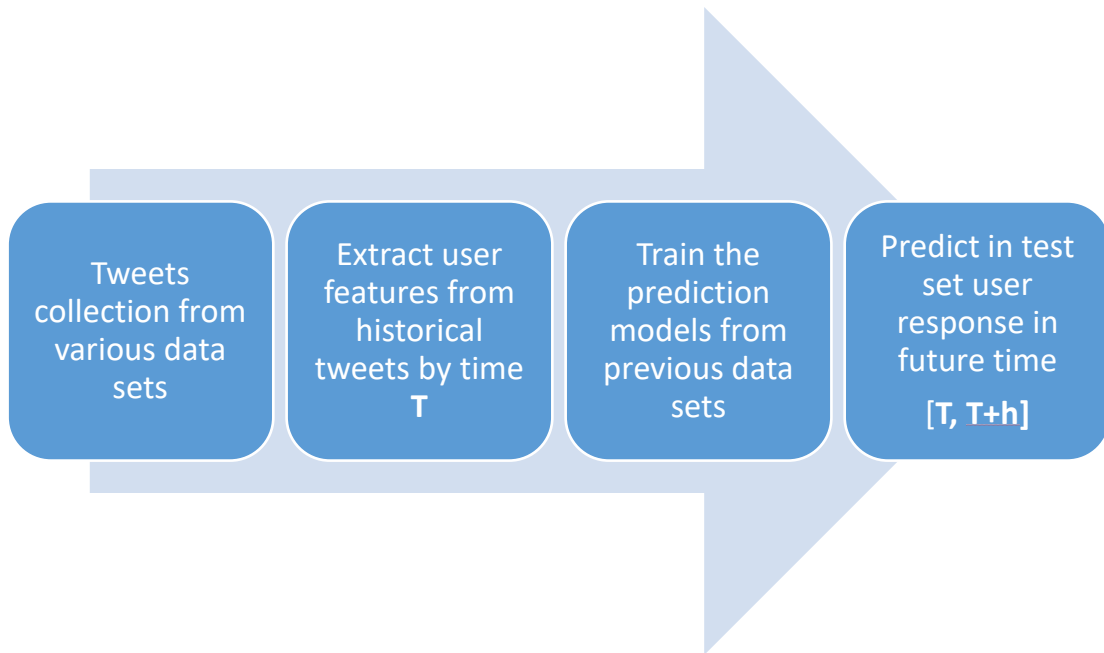 Tweets
collection from
various data
sets
Extract user
features from
historical
tweets by time
T
Train the
prediction
models from
previous data
sets
Predict in test
set user
response in
future time
[T, T+h]